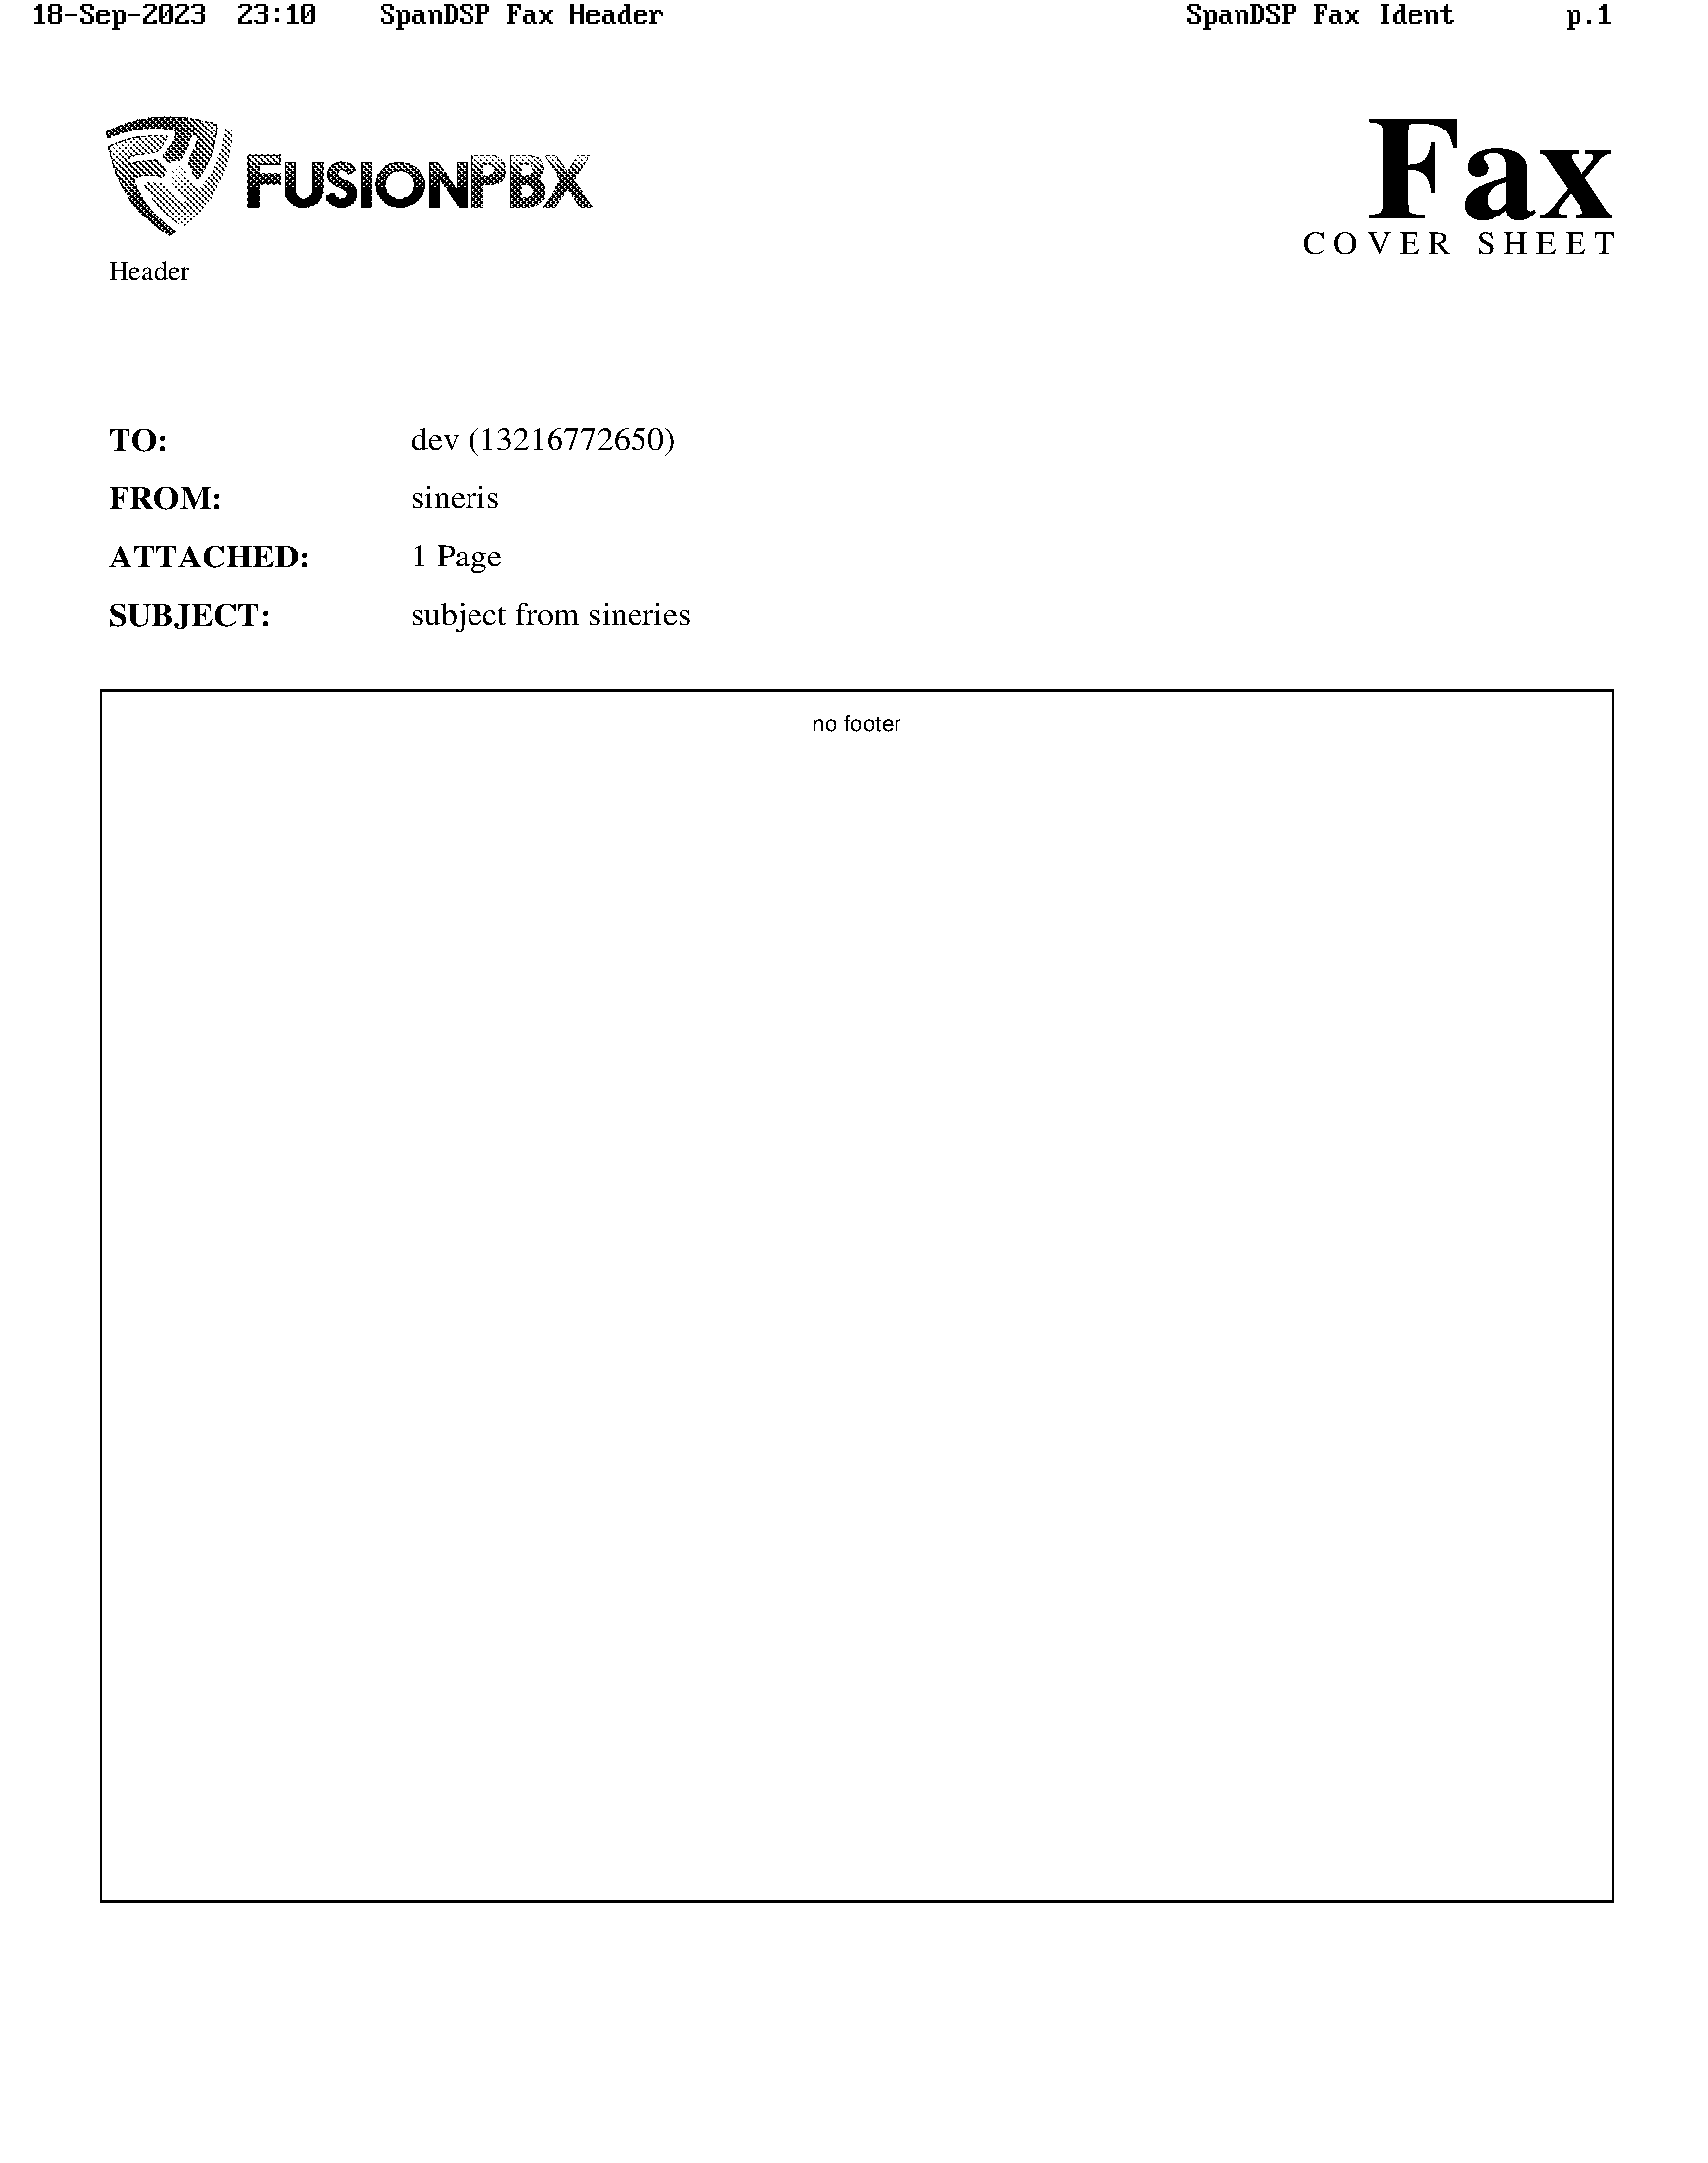 18-Sep-2023 23:10 SpanDSP Fax Header SpanDSP Fax Ident p.1
FUSIONPBX
Fax
COVER SHEET
Header
TO: dev (13216772650)
FROM: sineris
ATTACHED: 1 Page
SUBJECT: subject from sineries
no footer